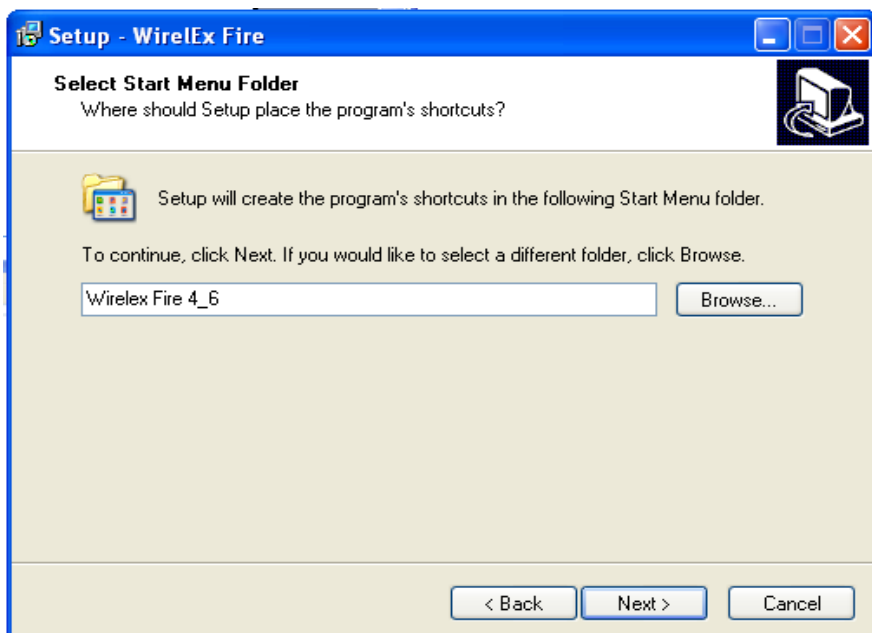 Setup - WirelEx Fire
Select Start Menu Folder
Where should Setup place the program's shortcuts?
Setup will create the program's shortcuts in the following Start Menu folder.
To continue, click Next. If you would like to select a different folder, click Browse.
Wirelex Fire 4_6
Browse...
< Back
Next >
Cancel